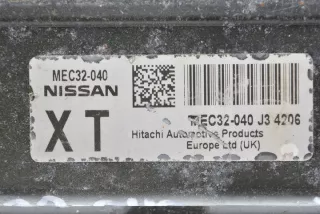 MEC32-040
NISSAN
XT
MEC32-040 J3 4206
Hitachi Automotive Products
Europe Ltd (UK)